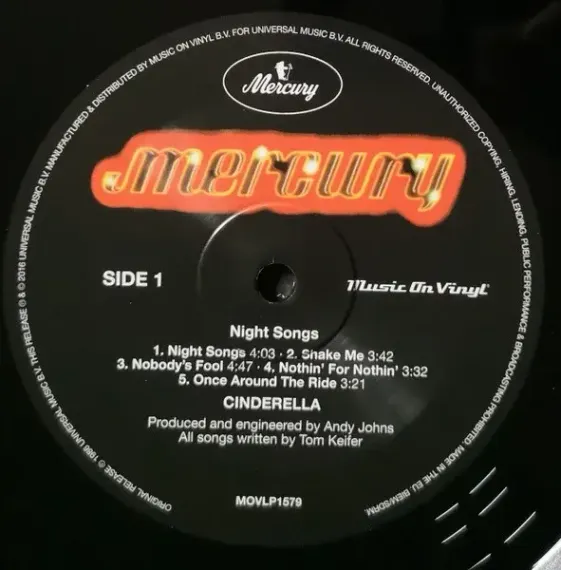 Mercury
mercury
SIDE 1
Music On Vinyl
Night Songs
1. Night Songs 4:03 · 2. Shake Me 3:42
3. Nobody's Fool 4:47 · 4. Nothin' For Nothin' 3:32
5. Once Around The Ride 3:21
CINDERELLA
Produced and engineered by Andy Johns
All songs written by Tom Keifer
MOVLP1579
ORIGINAL RELEASE ℗ 1986 UNIVERSAL MUSIC B.V. THIS RELEASE ℗ & © 2016 UNIVERSAL MUSIC B.V. MANUFACTURED & DISTRIBUTED BY MUSIC ON VINYL B.V. FOR UNIVERSAL MUSIC B.V. ALL RIGHTS RESERVED. UNAUTHORIZED COPYING, HIRING, LENDING, PUBLIC PERFORMANCE & BROADCASTING PROHIBITED. MADE IN THE EU. BIEM/SDRM.